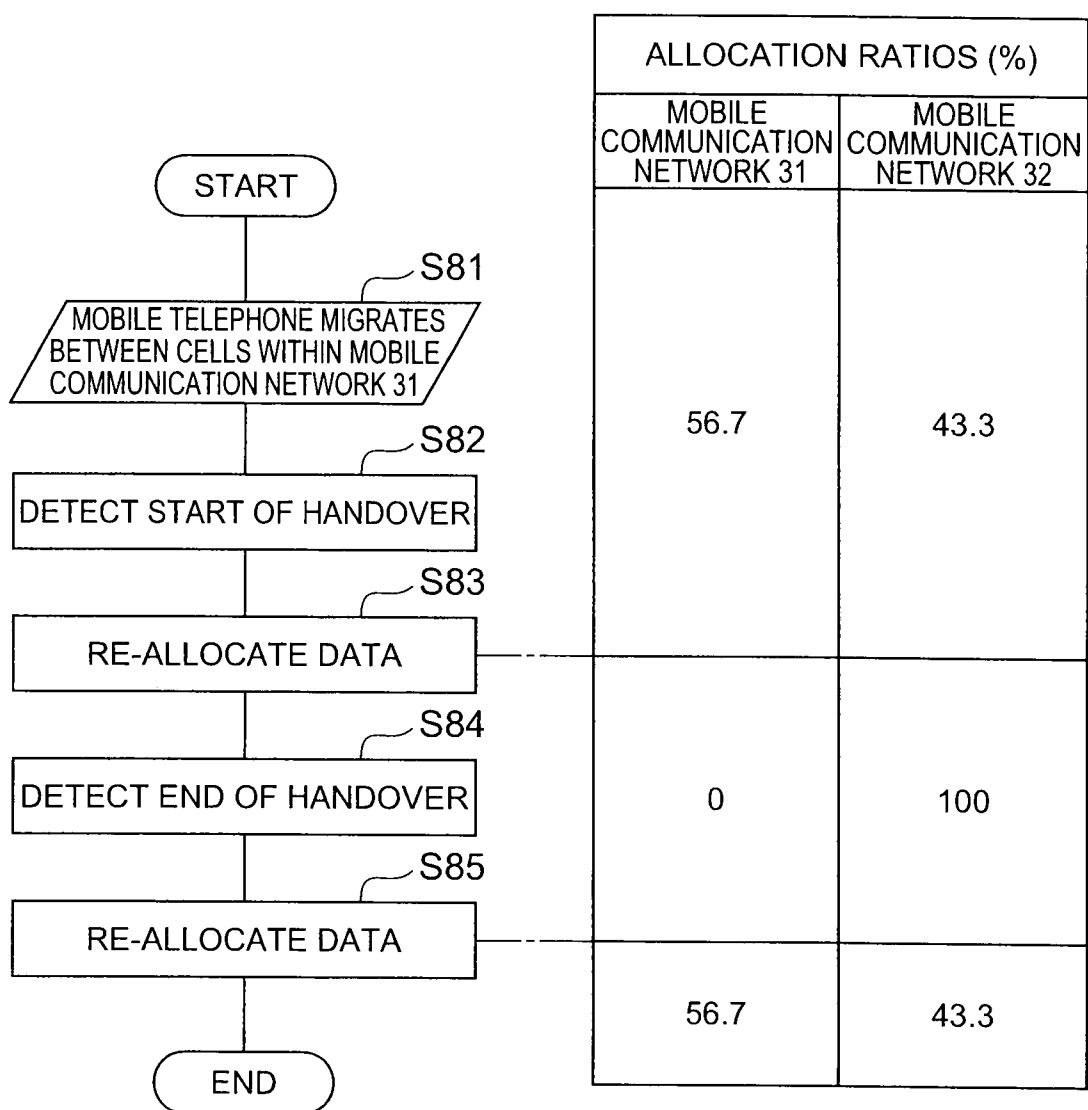 START
S81
MOBILE TELEPHONE MIGRATES
BETWEEN CELLS WITHIN MOBILE
COMMUNICATION NETWORK 31
S82
DETECT START OF HANDOVER
S83
RE-ALLOCATE DATA
S84
DETECT END OF HANDOVER
S85
RE-ALLOCATE DATA
END
ALLOCATION RATIOS (%)
MOBILE
COMMUNICATION
NETWORK 31
MOBILE
COMMUNICATION
NETWORK 32
56.7
43.3
0
100
56.7
43.3